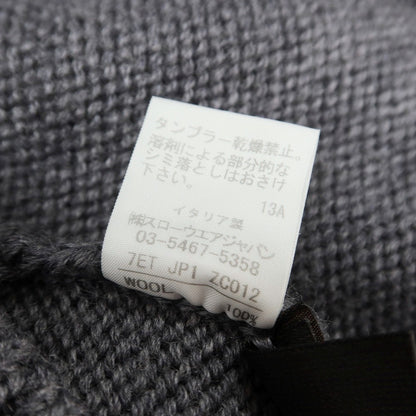 タンブラー乾燥禁止。
溶剤による部分的な
シミ落としはおさけ
下さい。
13A
イタリア製
㈱スローウエアジャパン
03-5467-5358
7ET JP1 ZC012
WOOL 100%